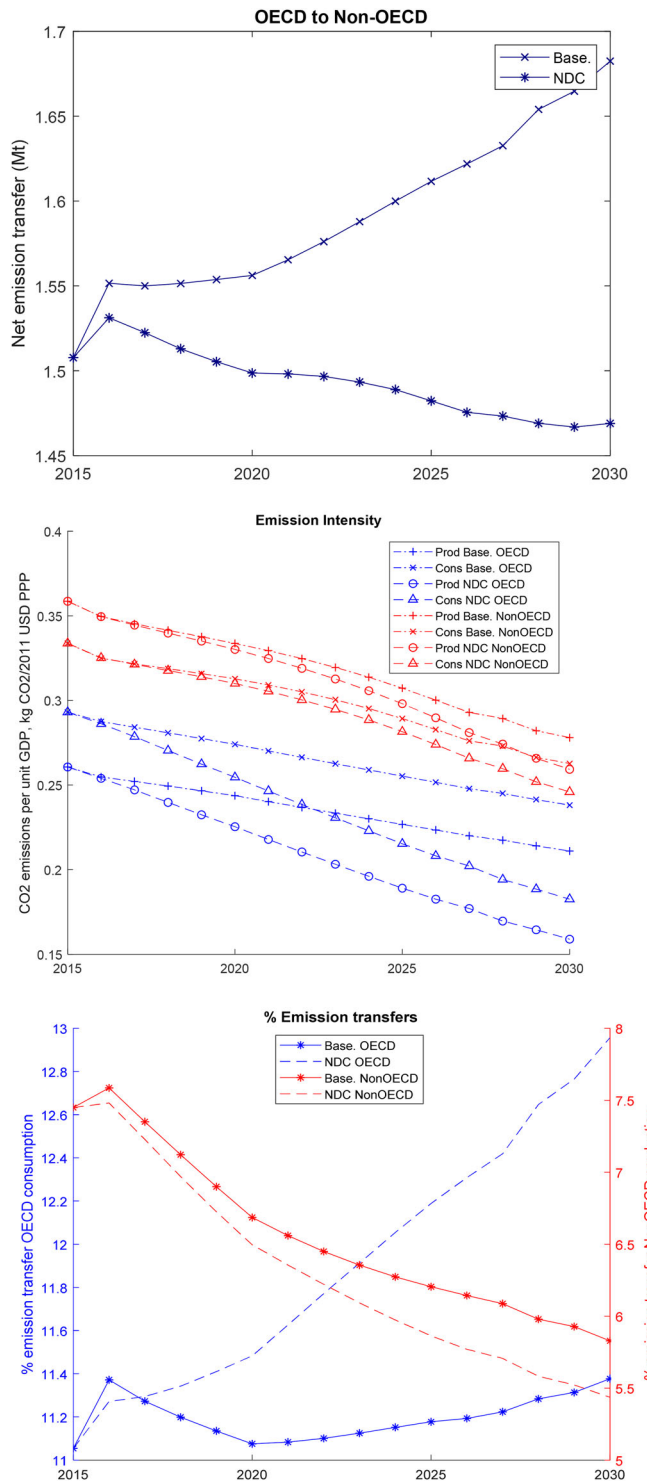 OECD to Non-OECD
Net emission transfer (Mt)
1.7
1.65
1.6
1.55
1.5
1.45
Base.
NDC
2015
2020
2025
2030
Emission Intensity
CO2 emissions per unit GDP, kg CO2/2011 USD PPP
0.4
0.35
0.3
0.25
0.2
0.15
Prod Base. OECD
Cons Base. OECD
Prod NDC OECD
Cons NDC OECD
Prod Base. NonOECD
Cons Base. NonOECD
Prod NDC NonOECD
Cons NDC NonOECD
2015
2020
2025
2030
% Emission transfers
% emission transfer OECD consumption
13
12.8
12.6
12.4
12.2
12
11.8
11.6
11.4
11.2
11
Base. OECD
NDC OECD
Base. NonOECD
NDC NonOECD
8
7.5
7
6.5
6
5.5
5
2015
2020
2025
2030